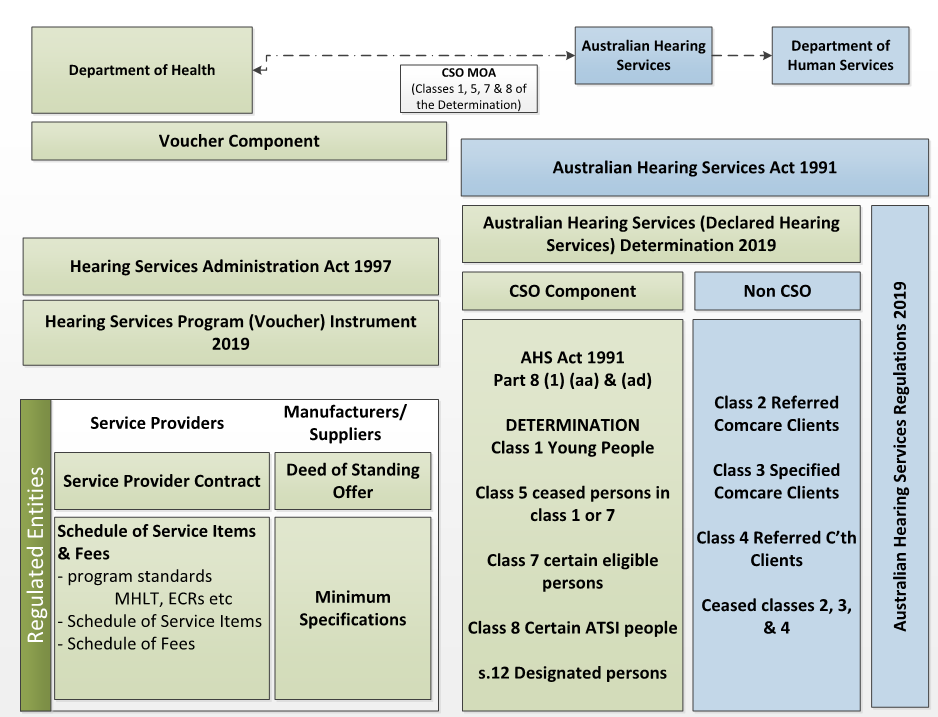 Department of Health
CSO MOA
(Classes 1, 5, 7 & 8 of
the Determination)
Australian Hearing
Services
Department of
Human Services
Voucher Component
Australian Hearing Services Act 1991
Hearing Services Administration Act 1997
Hearing Services Program (Voucher) Instrument
2019
Australian Hearing Services (Declared Hearing
Services) Determination 2019
CSO Component
Non CSO
Australian Hearing Services Regulations 2019
Regulated Entities
Service Providers
Manufacturers/
Suppliers
Service Provider Contract
Deed of Standing
Offer
Schedule of Service Items
& Fees
- program standards
MHLT, ECRs etc
- Schedule of Service Items
- Schedule of Fees
Minimum
Specifications
AHS Act 1991
Part 8 (1) (aa) & (ad)
DETERMINATION
Class 1 Young People
Class 5 ceased persons in
class 1 or 7
Class 7 certain eligible
persons
Class 8 Certain ATSI people
s.12 Designated persons
Class 2 Referred
Comcare Clients
Class 3 Specified
Comcare Clients
Class 4 Referred C’th
Clients
Ceased classes 2, 3,
& 4